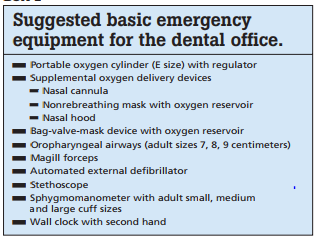 Suggested basic emergency
equipment for the dental office.
Portable oxygen cylinder (E size) with regulator
Supplemental oxygen delivery devices
Nasal cannula
Nonrebreathing mask with oxygen reservoir
Nasal hood
Bag-valve-mask device with oxygen reservoir
Oropharyngeal airways (adult sizes 7, 8, 9 centimeters)
Magill forceps
Automated external defibrillator
Stethoscope
Sphygmomanometer with adult small, medium
and large cuff sizes
Wall clock with second hand